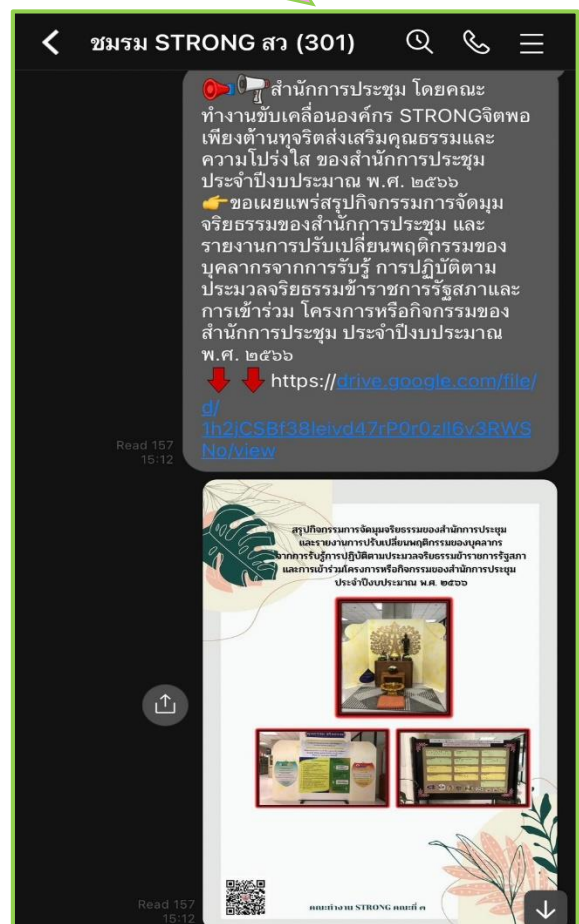 ชมรม STRONG สว (301)
สำนักการประชุม โดยคณะ
ทำงานขับเคลื่อนองค์กร STRONGจิตพอ
เพียงต้านทุจริตส่งเสริมคุณธรรมและ
ความโปร่งใส ของสำนักการประชุม
ประจำปีงบประมาณ พ.ศ. ๒๕๖๖
ขอเผยแพร่สรุปกิจกรรมการจัดมุม
จริยธรรมของสำนักการประชุม และ
รายงานการปรับเปลี่ยนพฤติกรรมของ
บุคลากรจากการรับรู้ การปฏิบัติตาม
ประมวลจริยธรรมข้าราชการรัฐสภาและ
การเข้าร่วม โครงการหรือกิจกรรมของ
สำนักการประชุม ประจำปีงบประมาณ
พ.ศ. ๒๕๖๖
https://drive.google.com/file/
d/
Read 157
15:12
No/view
สรุปกิจกรรมการจัดมุมจริยธรรมของสำนักการประชุม
และรายงานการปรับเปลี่ยนพฤติกรรมของบุคลากร
จากการรับรู้การปฏิบัติตามประมวลจริยธรรมข้าราชการรัฐสภา
และการเข้าร่วมโครงการหรือกิจกรรมของสำนักการประชุม
ประจำปีงบประมาณ พ.ศ. ๒๕๖๖
Read 157
15:12
คณะทำงาน STRONG คณะที่ ๓